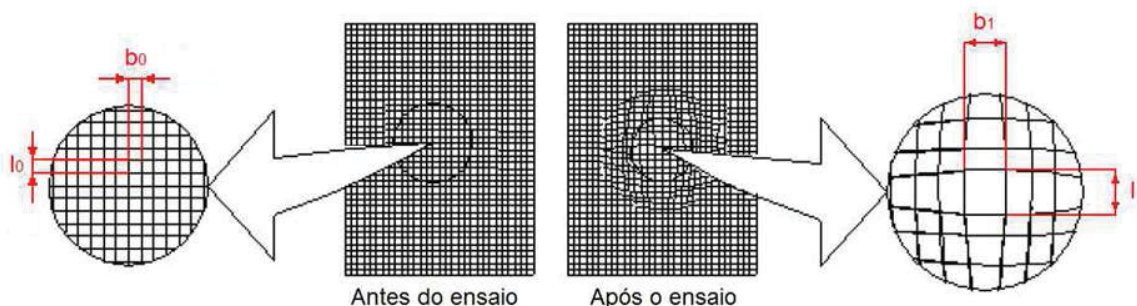 b₀
l₀
Antes do ensaio
Após o ensaio
b₁
l